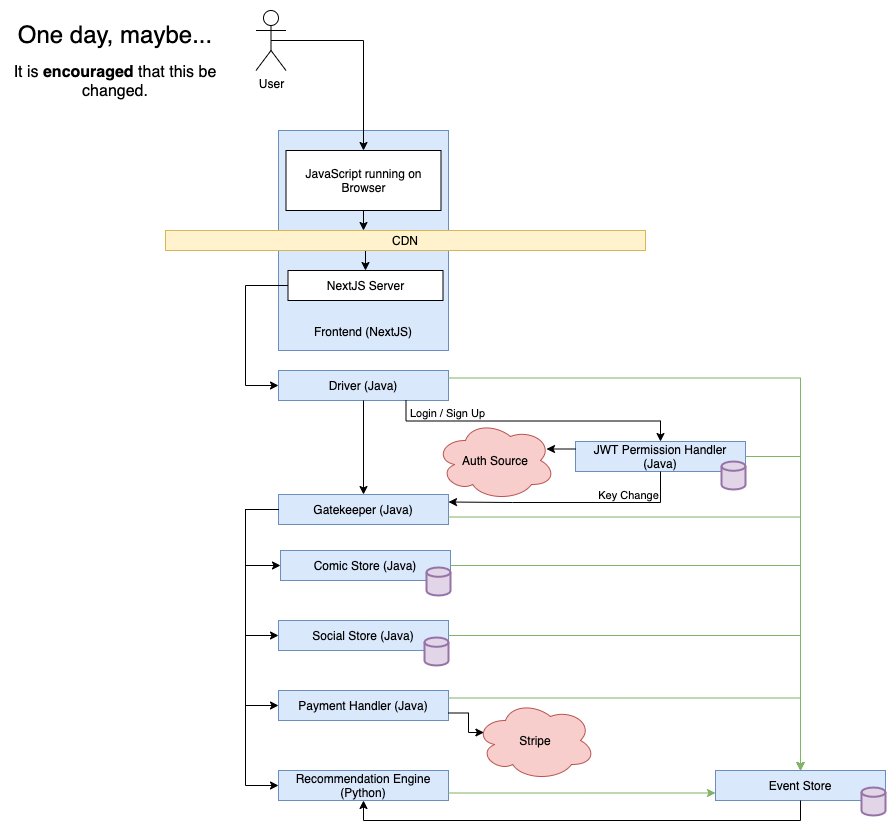 One day, maybe...
It is encouraged that this be
changed.
User
JavaScript running on
Browser
CDN
NextJS Server
Frontend (NextJS)
Driver (Java)
Login / Sign Up
JWT Permission Handler
(Java)
Auth Source
Key Change
Gatekeeper (Java)
Comic Store (Java)
Social Store (Java)
Payment Handler (Java)
Stripe
Recommendation Engine
(Python)
Event Store